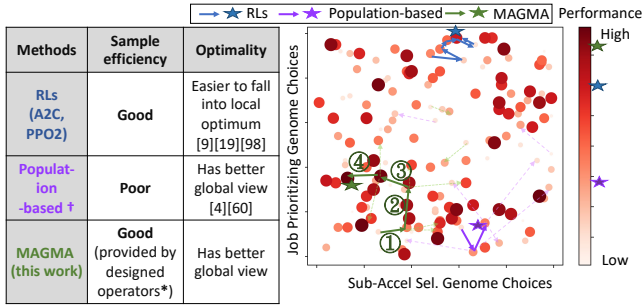 RLs Population-based MAGMA Performance
Methods Sample efficiency Optimality
RLs (A2C, PPO2) Good Easier to fall into local optimum [9][19][98]
Populat-ion -based † Poor Has better global view [4][60]
MAGMA (this work) Good (provided by designed operators*) Has better global view
Job Prioritizing Genome Choices
④
③
②
①
Sub-Accel Sel. Genome Choices
High
Low